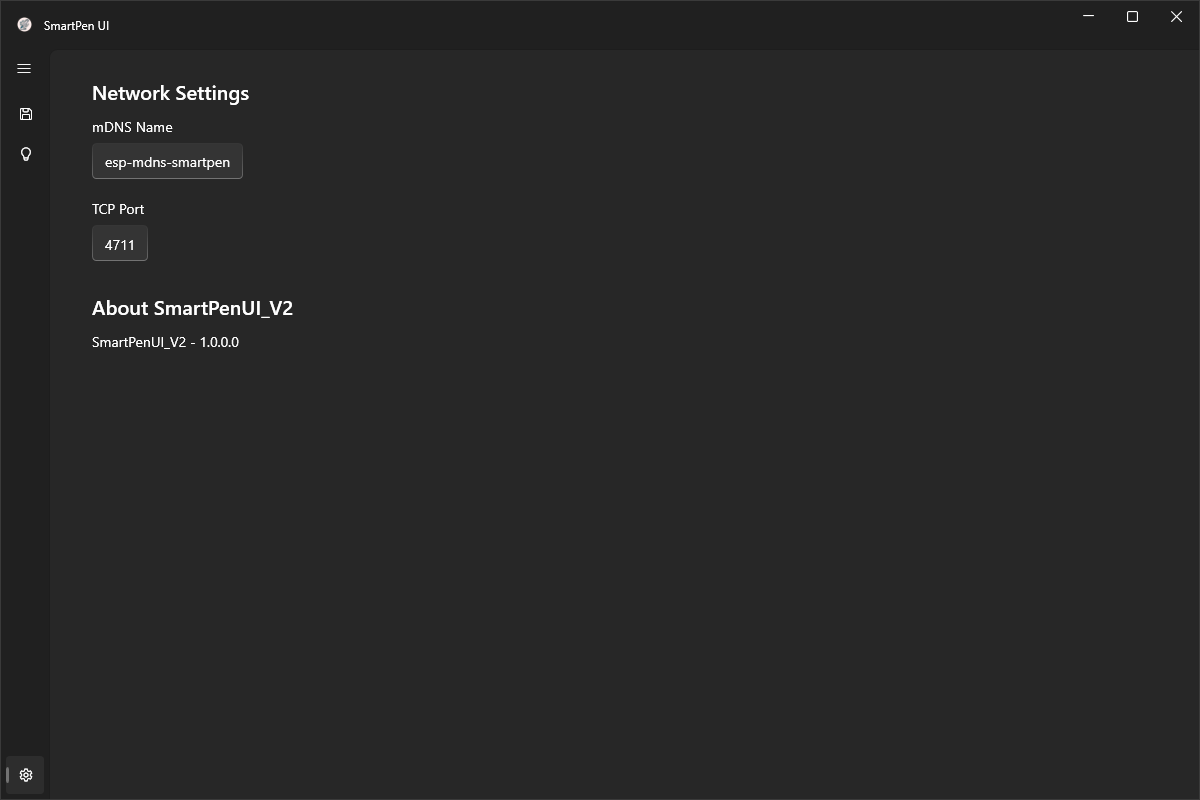 SmartPen UI
Network Settings
mDNS Name
esp-mdns-smartpen
TCP Port
4711
About SmartPenUI_V2
SmartPenUI_V2 - 1.0.0.0